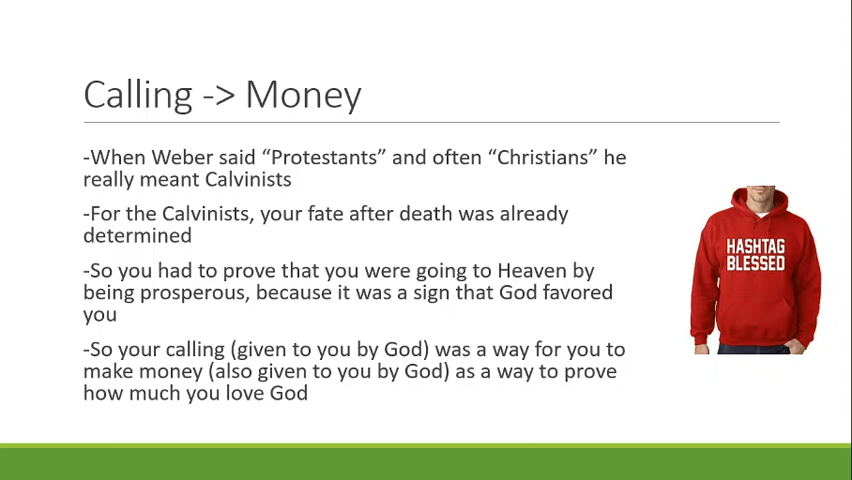 Calling -> Money
-When Weber said “Protestants” and often “Christians” he
really meant Calvinists
-For the Calvinists, your fate after death was already
determined
-So you had to prove that you were going to Heaven by
being prosperous, because it was a sign that God favored
you
-So your calling (given to you by God) was a way for you to
make money (also given to you by God) as a way to prove
how much you love God
HASHTAG
BLESSED